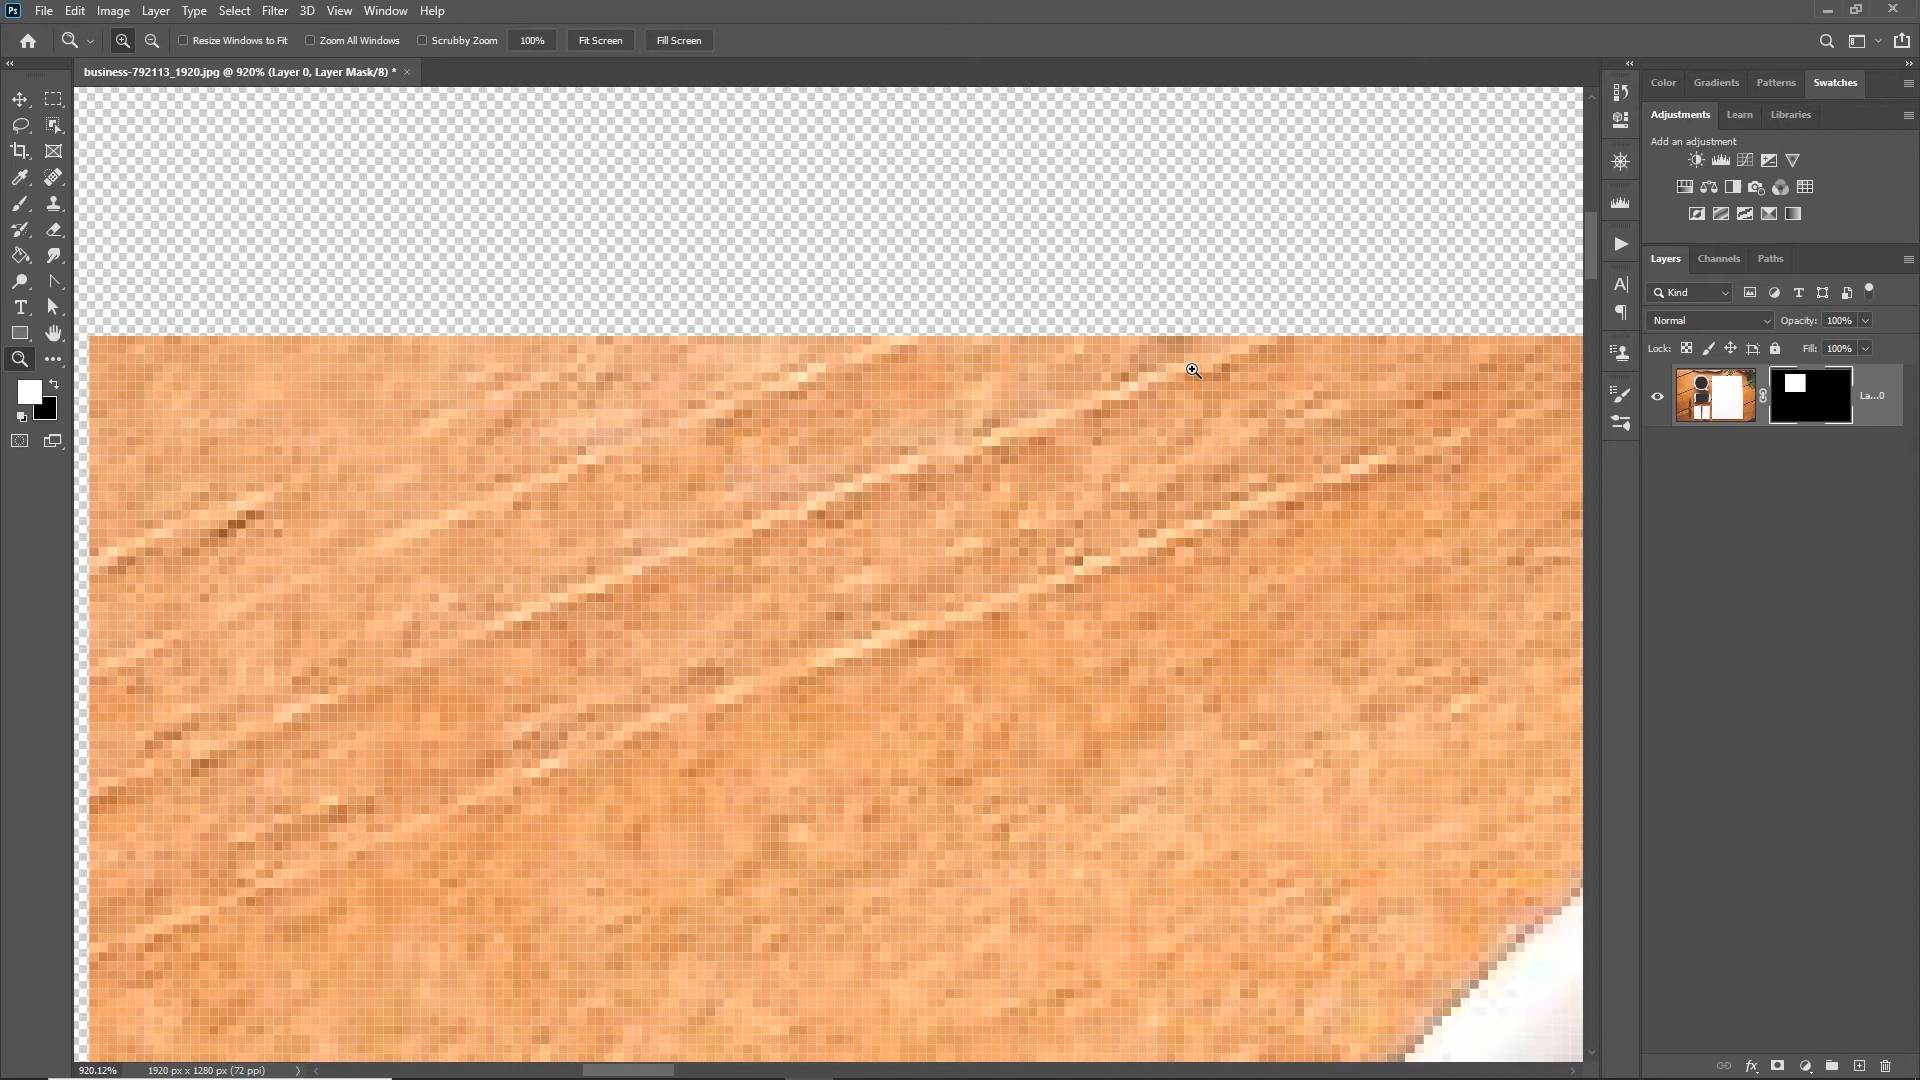 Ps File Edit Image Layer Type Select Filter 3D View Window Help
Resize Windows to Fit Zoom All Windows Scrubby Zoom 100% Fit Screen Fill Screen
business-792113_1920.jpg @ 920% (Layer 0, Layer Mask/8) *
Color Gradients Patterns Swatches
Adjustments Learn Libraries
Add an adjustment
Layers Channels Paths
Kind
Normal Opacity: 100%
Lock: Fill: 100%
La...0
920.12% 1920 px x 1280 px (72 ppi)